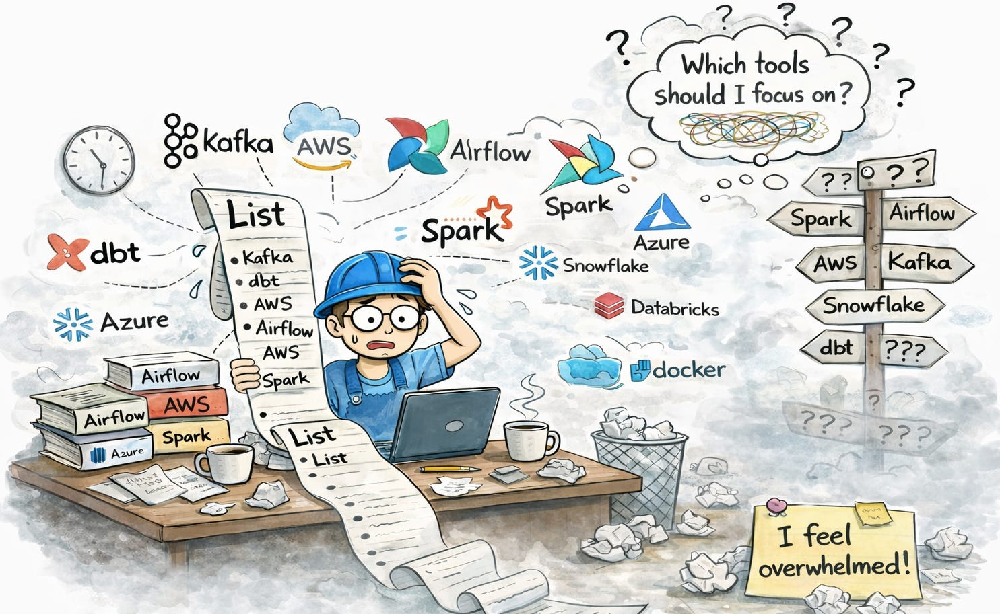 Which tools
should I focus on?
? ? ? ? ? ?
kafka
AWS
Airflow
Spark
Spark
Azure
dbt
Snowflake
Azure
Databricks
docker
List
• Kafka
• dbt
• AWS
• Airflow
AWS
Spark
List
• List
Airflow
AWS
Airflow
Spark
Azure
??
??
Spark
Airflow
AWS
Kafka
Snowflake
dbt
???
?
???
???
I feel
overwhelmed!